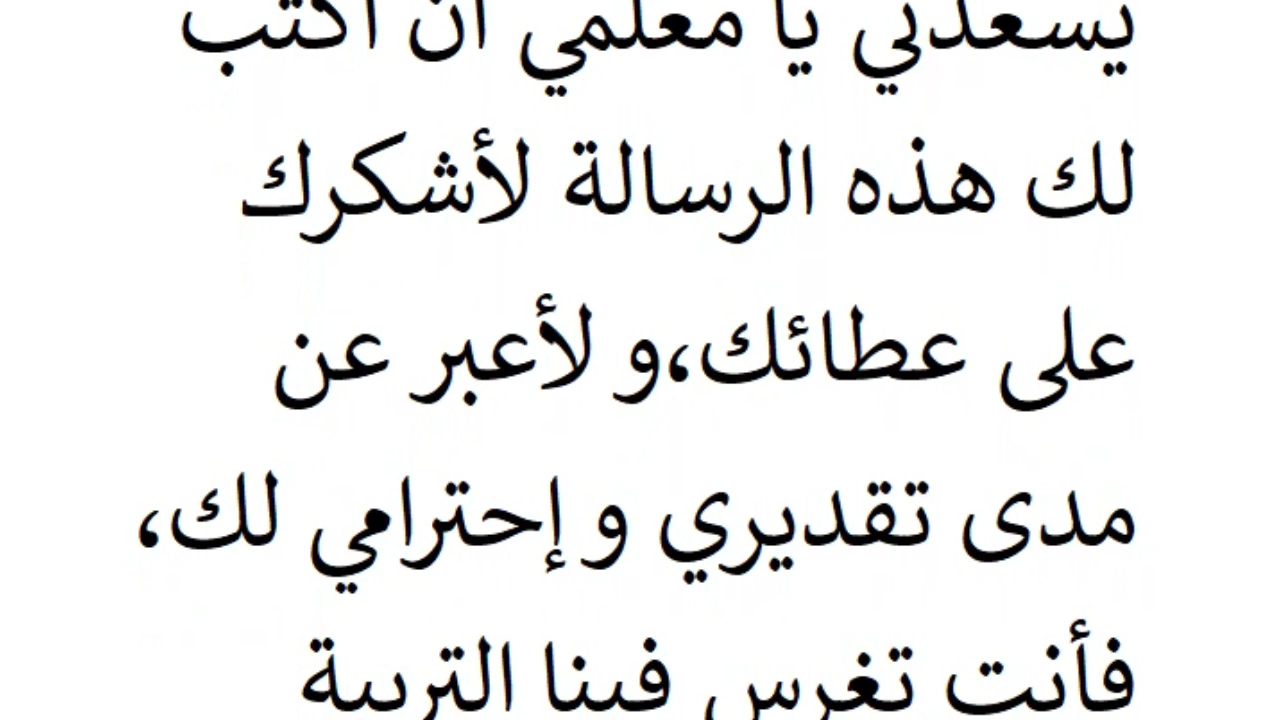 يسعدني يا معلمي أن أكتب
لك هذه الرسالة لأشكرك
على عطائك،و لأعبر عن
مدى تقديري و إحترامي لك،
فأنت تغرس فينا التربية